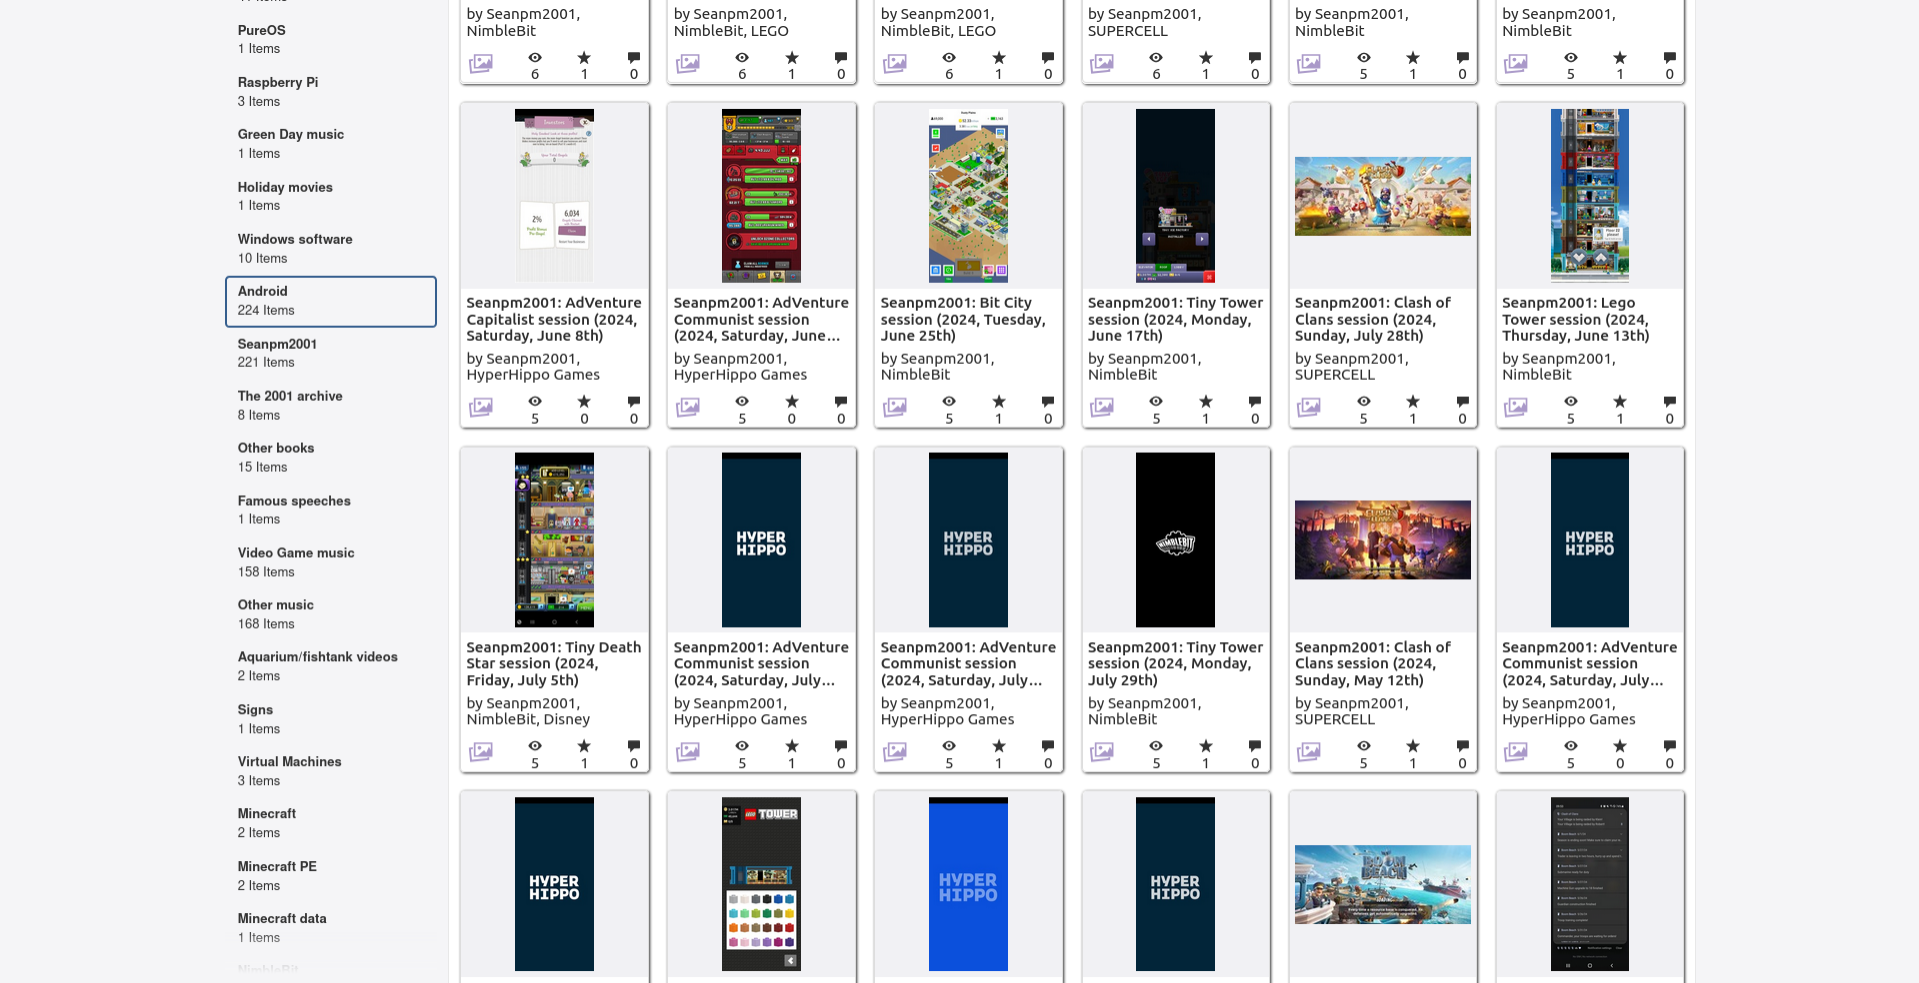 PureOS
1 Items
Raspberry Pi
3 Items
Green Day music
1 Items
Holiday movies
1 Items
Windows software
10 Items
Android
224 Items
Seanpm2001
221 Items
The 2001 archive
8 Items
Other books
15 Items
Famous speeches
1 Items
Video Game music
158 Items
Other music
168 Items
Aquarium/fishtank videos
2 Items
Signs
1 Items
Virtual Machines
3 Items
Minecraft
2 Items
Minecraft PE
2 Items
Minecraft data
1 Items
NimbleBit
by Seanpm2001,
NimbleBit
6 1 0
by Seanpm2001,
NimbleBit, LEGO
6 1 0
by Seanpm2001,
NimbleBit, LEGO
6 1 0
by Seanpm2001,
SUPERCELL
6 1 0
by Seanpm2001,
NimbleBit
5 1 0
by Seanpm2001,
NimbleBit
5 1 0
2%
6,034
Seanpm2001: AdVenture
Capitalist session (2024,
Saturday, June 8th)
by Seanpm2001,
HyperHippo Games
5 0 0
Seanpm2001: AdVenture
Communist session
(2024, Saturday, June...
by Seanpm2001,
HyperHippo Games
5 0 0
Seanpm2001: Bit City
session (2024, Tuesday,
June 25th)
by Seanpm2001,
NimbleBit
5 1 0
Seanpm2001: Tiny Tower
session (2024, Monday,
June 17th)
by Seanpm2001,
NimbleBit
5 1 0
Seanpm2001: Clash of
Clans session (2024,
Sunday, July 28th)
by Seanpm2001,
SUPERCELL
5 1 0
Seanpm2001: Lego
Tower session (2024,
Thursday, June 13th)
by Seanpm2001,
NimbleBit
5 1 0
Seanpm2001: Tiny Death
Star session (2024,
Friday, July 5th)
by Seanpm2001,
NimbleBit, Disney
5 1 0
HYPER
HIPPO
Seanpm2001: AdVenture
Communist session
(2024, Saturday, July...
by Seanpm2001,
HyperHippo Games
5 1 0
HYPER
HIPPO
Seanpm2001: AdVenture
Communist session
(2024, Saturday, July...
by Seanpm2001,
HyperHippo Games
5 1 0
NIMBLEBIT
Seanpm2001: Tiny Tower
session (2024, Monday,
July 29th)
by Seanpm2001,
NimbleBit
5 1 0
Seanpm2001: Clash of
Clans session (2024,
Sunday, May 12th)
by Seanpm2001,
SUPERCELL
5 1 0
HYPER
HIPPO
Seanpm2001: AdVenture
Communist session
(2024, Saturday, July...
by Seanpm2001,
HyperHippo Games
5 0 0
HYPER
HIPPO
LEGO TOWER
HYPER
HIPPO
HYPER
HIPPO
BOOM
BEACH